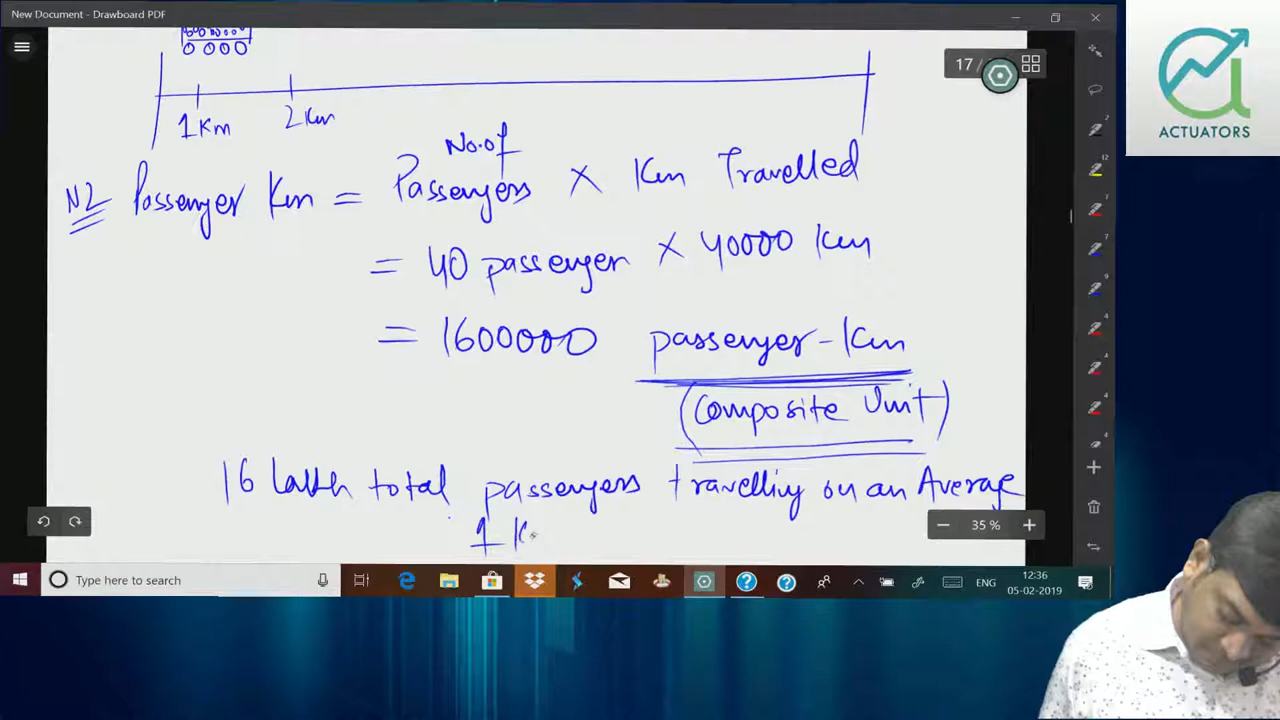 New Document - Drawboard PDF
17 /
ACTUATORS
1 Km
2 Km
No. of
N2 Passenger Km = Passengers × Km Travelled
= 40 passenger × 40000 Km
= 1600000 passenger - Km
(Composite Unit)
16 Lakh total passengers travelling on an Average
1 K
35 %
Type here to search
ENG
12:36
05-02-2019